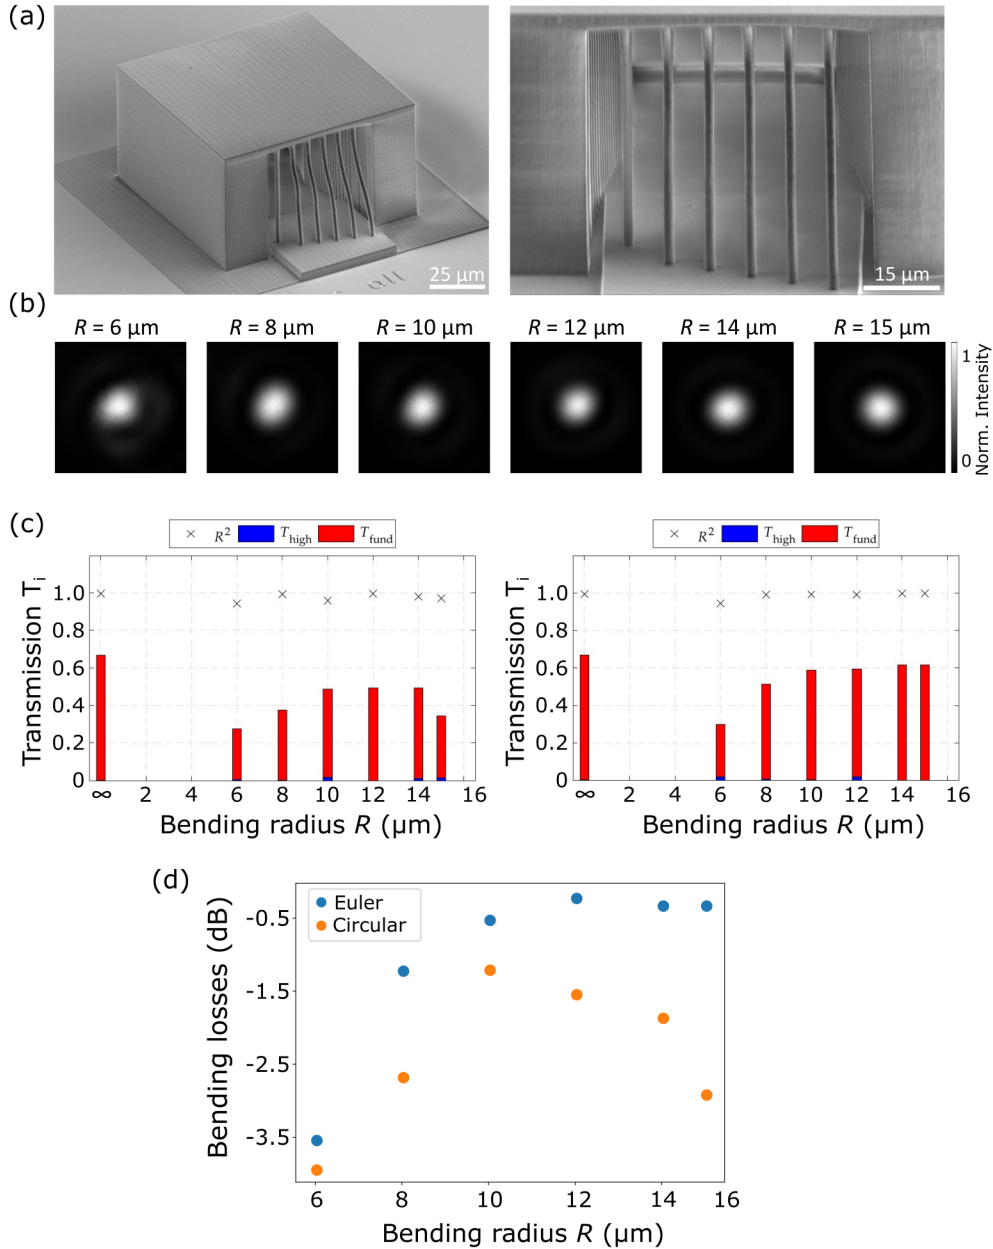 (a)
25 μm
all
15 μm
(b)
R = 6 μm
R = 8 μm
R = 10 μm
R = 12 μm
R = 14 μm
R = 15 μm
1
0
Norm. Intensity
(c)
R² T_high T_fund
Transmission T_i
1.0
0.8
0.6
0.4
0.2
0
∞ 2 4 6 8 10 12 14 16
Bending radius R (μm)
R² T_high T_fund
Transmission T_i
1.0
0.8
0.6
0.4
0.2
0
∞ 2 4 6 8 10 12 14 16
Bending radius R (μm)
(d)
Euler
Circular
Bending losses (dB)
-0.5
-1.5
-2.5
-3.5
6 8 10 12 14 16
Bending radius R (μm)